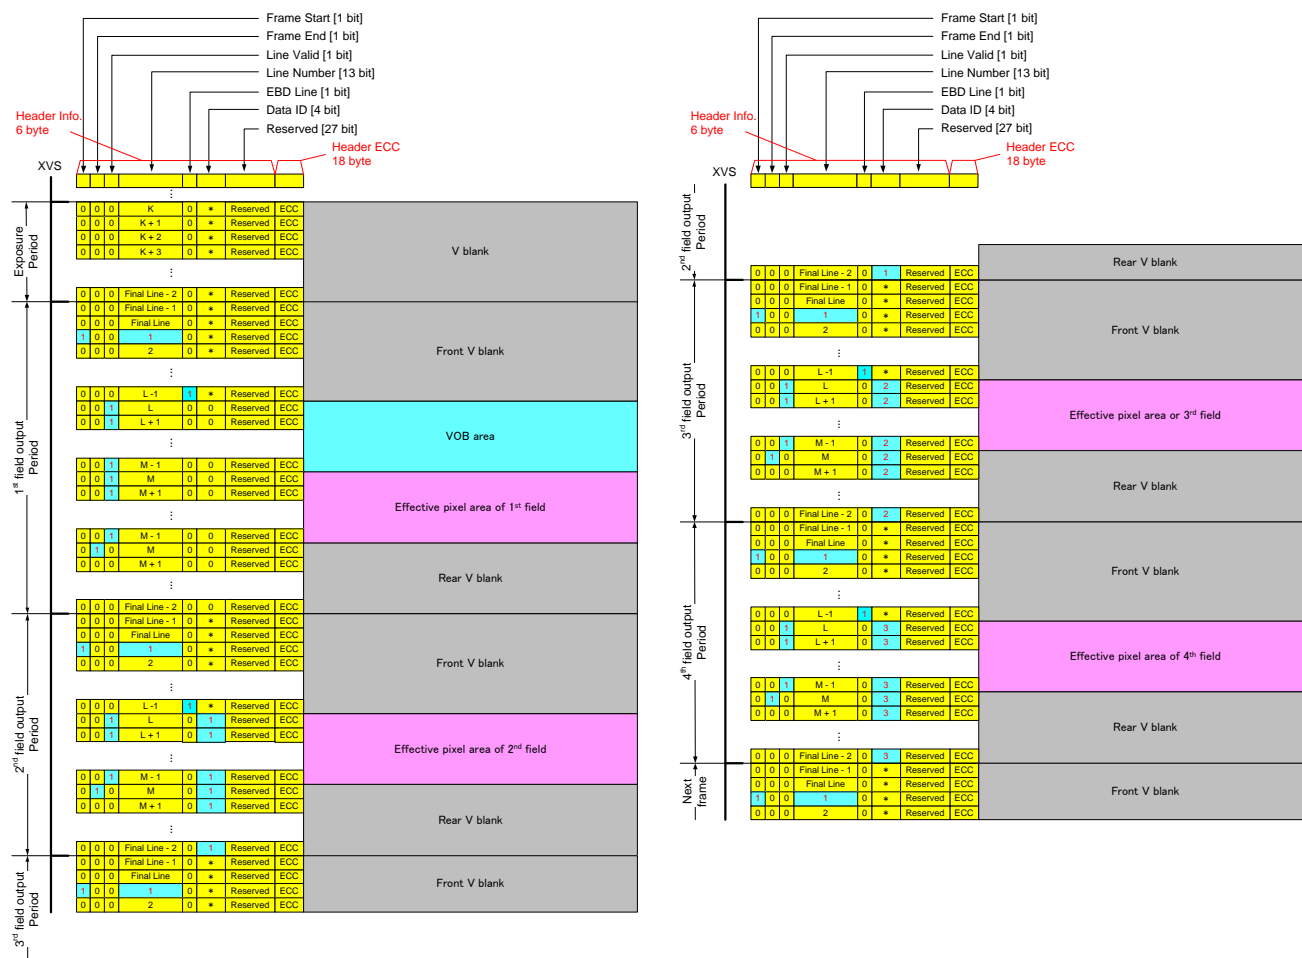 Frame Start [1 bit]
Frame End [1 bit]
Line Valid [1 bit]
Line Number [13 bit]
EBD Line [1 bit]
Data ID [4 bit]
Reserved [27 bit]
Header Info.
6 byte
Header ECC
18 byte
XVS
⋮
Exposure
Period
0 0 0 K 0 * Reserved ECC
0 0 0 K + 1 0 * Reserved ECC
0 0 0 K + 2 0 * Reserved ECC
0 0 0 K + 3 0 * Reserved ECC
⋮
0 0 0 Final Line - 2 0 * Reserved ECC
V blank
1st field output
Period
0 0 0 Final Line - 1 0 * Reserved ECC
0 0 0 Final Line 0 * Reserved ECC
1 0 0 1 0 * Reserved ECC
0 0 0 2 0 * Reserved ECC
⋮
0 0 0 L -1 1 * Reserved ECC
Front V blank
0 0 1 L 0 0 Reserved ECC
0 0 1 L + 1 0 0 Reserved ECC
⋮
0 0 1 M - 1 0 0 Reserved ECC
VOB area
0 0 1 M 0 0 Reserved ECC
0 0 1 M + 1 0 0 Reserved ECC
⋮
0 0 1 M - 1 0 0 Reserved ECC
Effective pixel area of 1st field
0 1 0 M 0 0 Reserved ECC
0 0 0 M + 1 0 0 Reserved ECC
⋮
0 0 0 Final Line - 2 0 0 Reserved ECC
Rear V blank
2nd field output
Period
0 0 0 Final Line - 1 0 * Reserved ECC
0 0 0 Final Line 0 * Reserved ECC
1 0 0 1 0 * Reserved ECC
0 0 0 2 0 * Reserved ECC
⋮
0 0 0 L -1 1 * Reserved ECC
Front V blank
0 0 1 L 0 1 Reserved ECC
0 0 1 L + 1 0 1 Reserved ECC
⋮
0 0 1 M - 1 0 1 Reserved ECC
Effective pixel area of 2nd field
0 1 0 M 0 1 Reserved ECC
0 0 0 M + 1 0 1 Reserved ECC
⋮
0 0 0 Final Line - 2 0 1 Reserved ECC
Rear V blank
3rd field output
Period
0 0 0 Final Line - 1 0 * Reserved ECC
0 0 0 Final Line 0 * Reserved ECC
1 0 0 1 0 * Reserved ECC
0 0 0 2 0 * Reserved ECC
Front V blank
Frame Start [1 bit]
Frame End [1 bit]
Line Valid [1 bit]
Line Number [13 bit]
EBD Line [1 bit]
Data ID [4 bit]
Reserved [27 bit]
Header Info.
6 byte
Header ECC
18 byte
XVS
⋮
2nd field output
Period
0 0 0 Final Line - 2 0 1 Reserved ECC
Rear V blank
3rd field output
Period
0 0 0 Final Line - 1 0 * Reserved ECC
0 0 0 Final Line 0 * Reserved ECC
1 0 0 1 0 * Reserved ECC
0 0 0 2 0 * Reserved ECC
⋮
0 0 0 L -1 1 * Reserved ECC
Front V blank
0 0 1 L 0 2 Reserved ECC
0 0 1 L + 1 0 2 Reserved ECC
⋮
0 0 1 M - 1 0 2 Reserved ECC
Effective pixel area or 3rd field
0 1 0 M 0 2 Reserved ECC
0 0 0 M + 1 0 2 Reserved ECC
⋮
0 0 0 Final Line - 2 0 2 Reserved ECC
Rear V blank
4th field output
Period
0 0 0 Final Line - 1 0 * Reserved ECC
0 0 0 Final Line 0 * Reserved ECC
1 0 0 1 0 * Reserved ECC
0 0 0 2 0 * Reserved ECC
⋮
0 0 0 L -1 1 * Reserved ECC
Front V blank
0 0 1 L 0 3 Reserved ECC
0 0 1 L + 1 0 3 Reserved ECC
⋮
0 0 1 M - 1 0 3 Reserved ECC
Effective pixel area of 4th field
0 1 0 M 0 3 Reserved ECC
0 0 0 M + 1 0 3 Reserved ECC
⋮
0 0 0 Final Line - 2 0 3 Reserved ECC
Rear V blank
Next
frame
0 0 0 Final Line - 1 0 * Reserved ECC
0 0 0 Final Line 0 * Reserved ECC
1 0 0 1 0 * Reserved ECC
0 0 0 2 0 * Reserved ECC
Front V blank